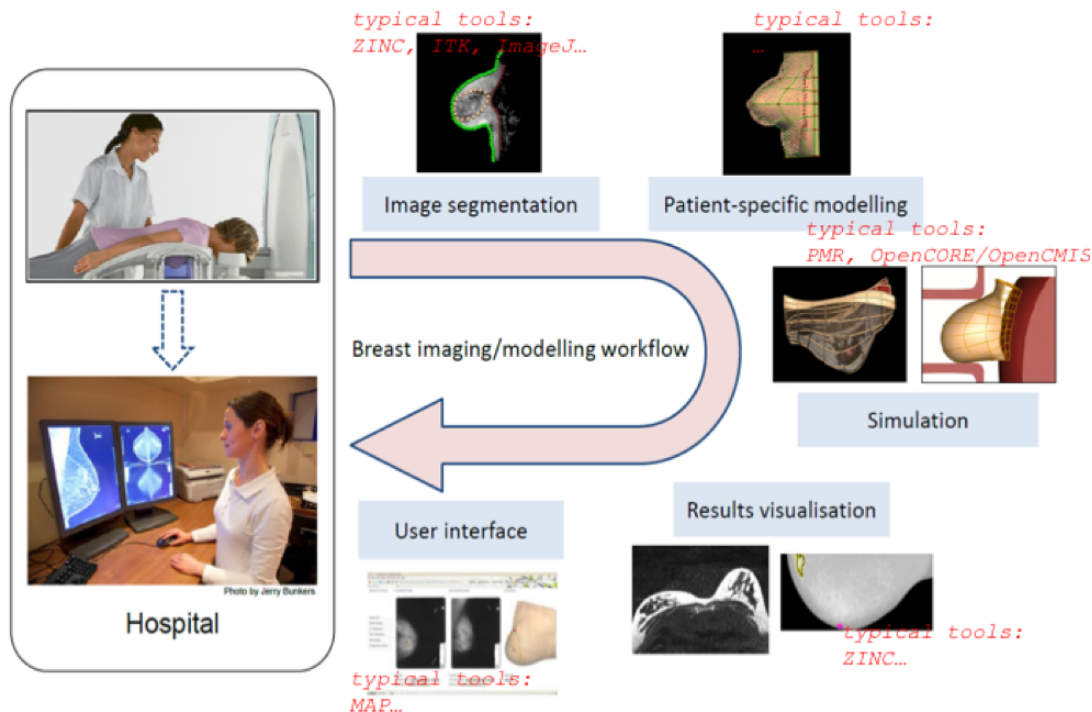 typical tools:
ZINC, ITK, ImageJ…
typical tools:
…
Image segmentation
Patient-specific modelling
typical tools:
PMR, OpenCORE/OpenCMIS
Breast imaging/modelling workflow
Simulation
Results visualisation
User interface
Photo by Jerry Bunkers
Hospital
typical tools:
ZINC…
typical tools:
MAP…